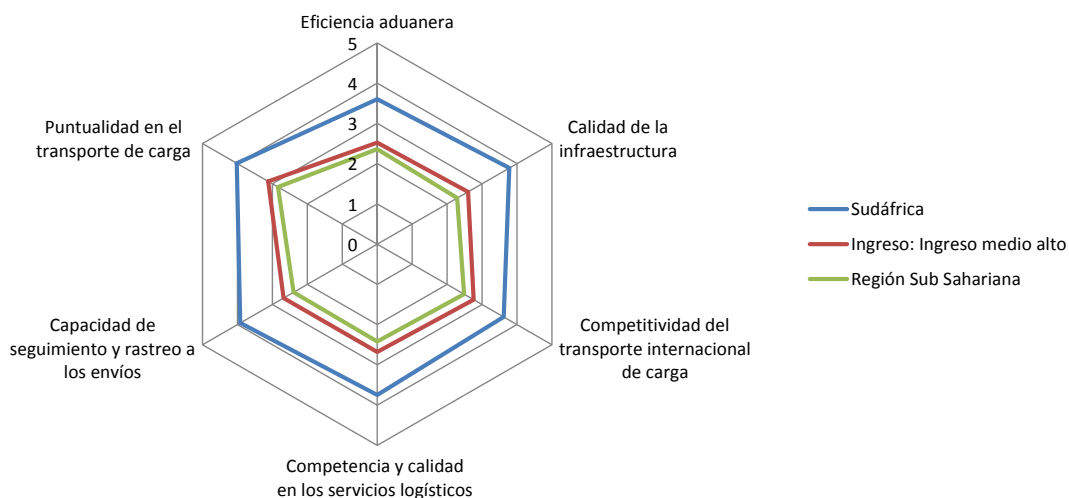 Eficiencia aduanera
5
4
3
2
1
0
Calidad de la
infraestructura
Competitividad del
transporte internacional
de carga
Competencia y calidad
en los servicios logísticos
Capacidad de
seguimiento y rastreo a
los envíos
Puntualidad en el
transporte de carga
Sudáfrica
Ingreso: Ingreso medio alto
Región Sub Sahariana